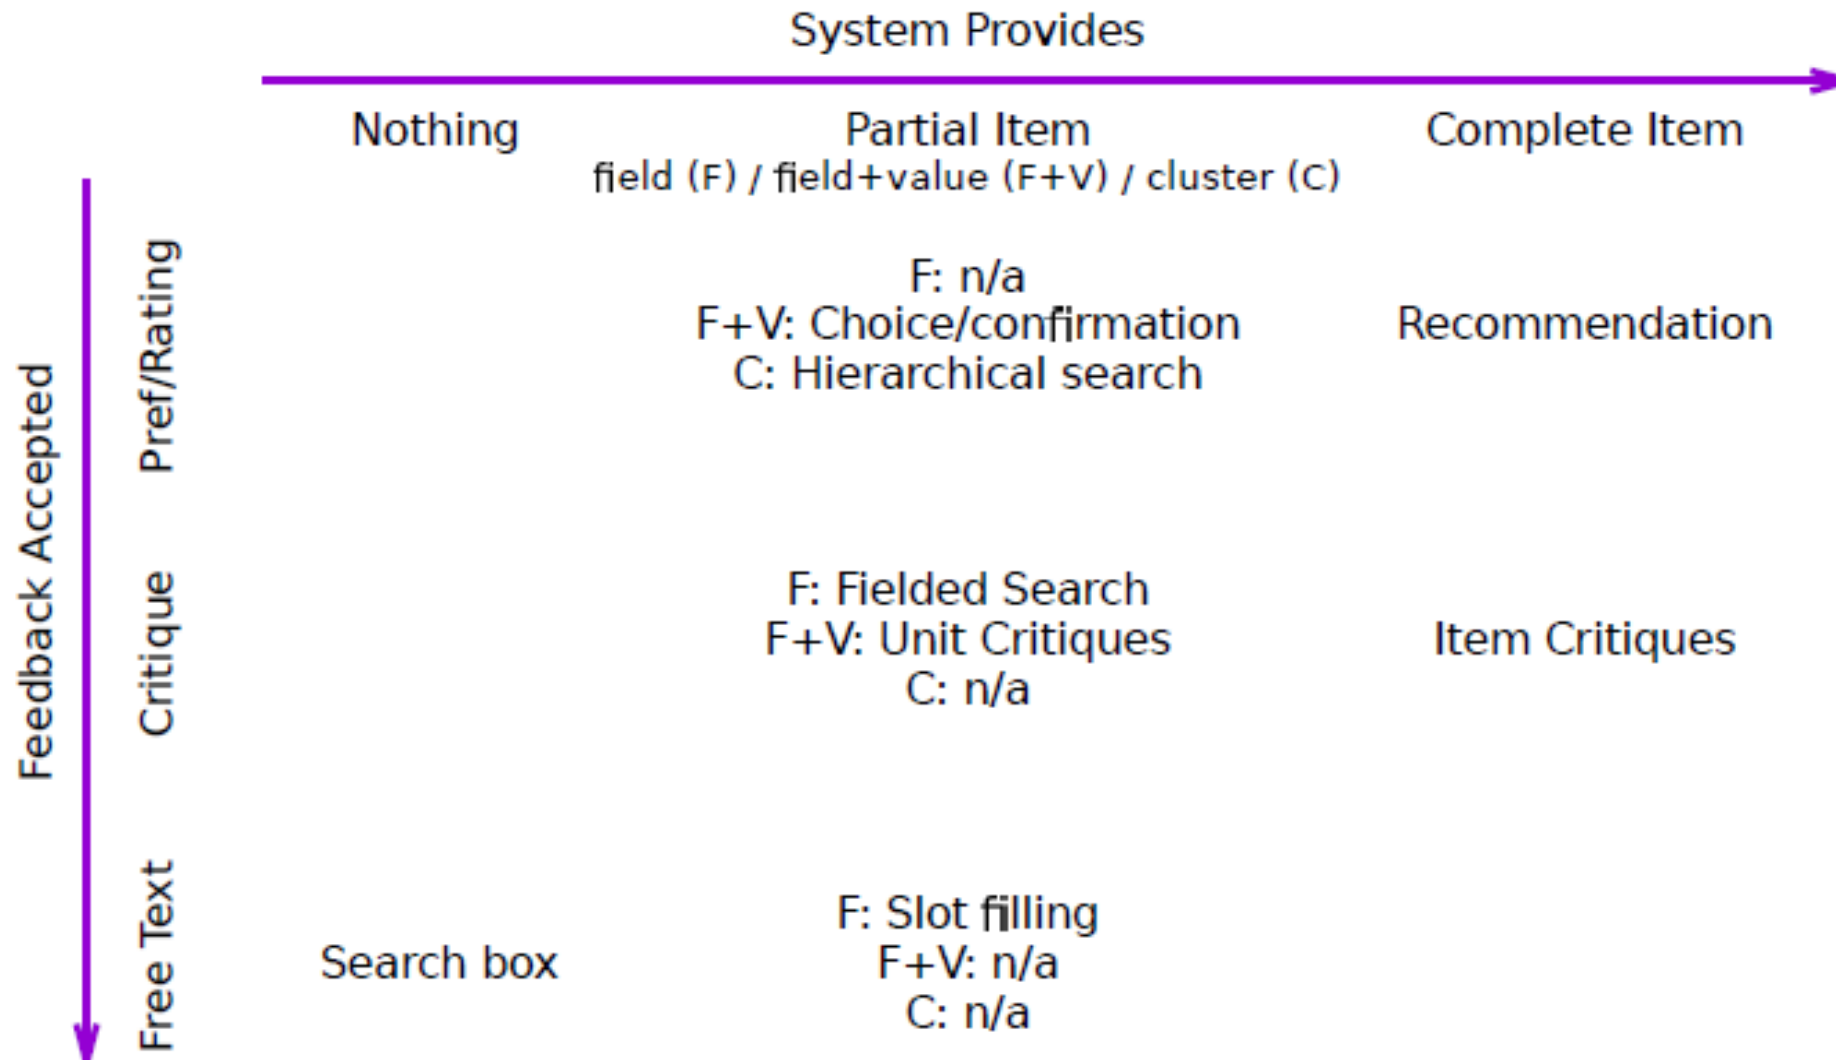 System Provides
Nothing
Partial Item
Complete Item
field (F) / field+value (F+V) / cluster (C)
Feedback Accepted
Pref/Rating
F: n/a
F+V: Choice/confirmation
C: Hierarchical search
Recommendation
Critique
F: Fielded Search
F+V: Unit Critiques
C: n/a
Item Critiques
Free Text
Search box
F: Slot filling
F+V: n/a
C: n/a